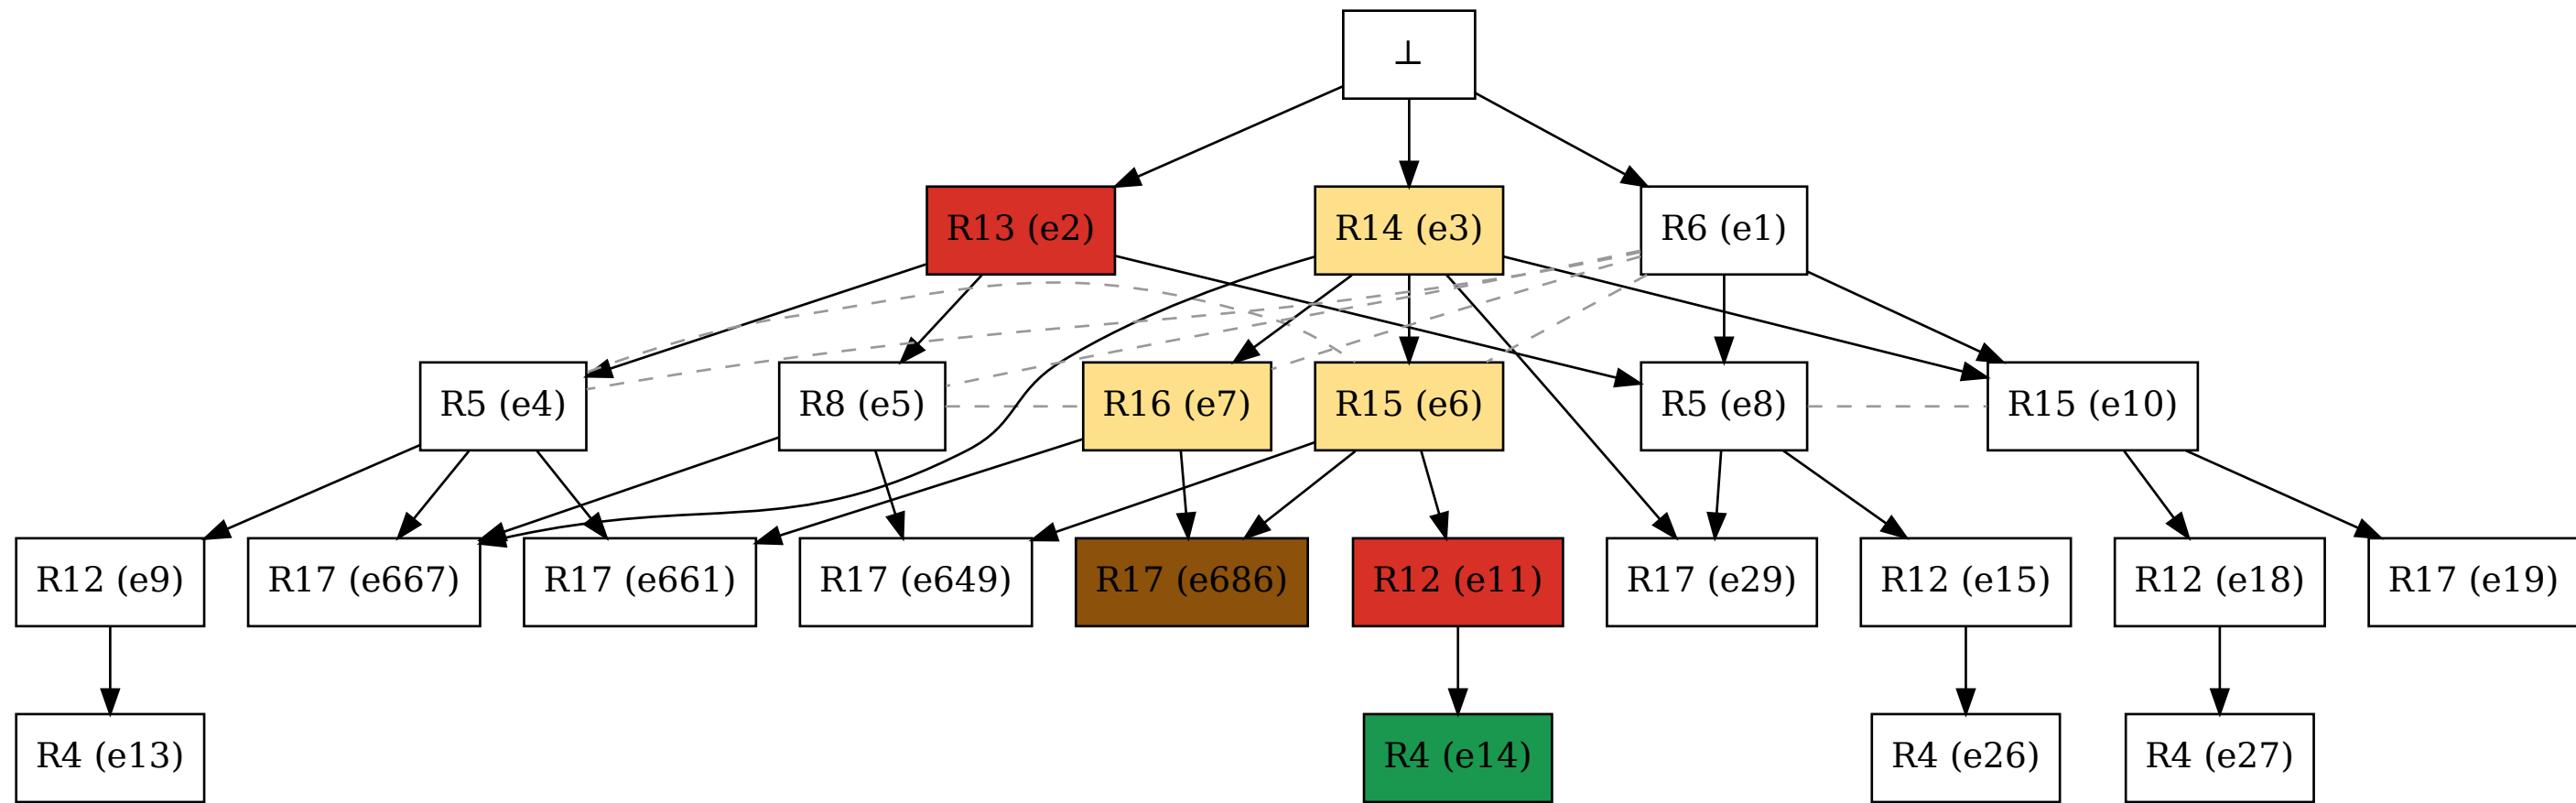 ⊥
R13 (e2)
R14 (e3)
R6 (e1)
R5 (e4)
R8 (e5)
R16 (e7)
R15 (e6)
R5 (e8)
R15 (e10)
R12 (e9)
R17 (e667)
R17 (e661)
R17 (e649)
R17 (e686)
R12 (e11)
R17 (e29)
R12 (e15)
R12 (e18)
R17 (e19)
R4 (e13)
R4 (e14)
R4 (e26)
R4 (e27)